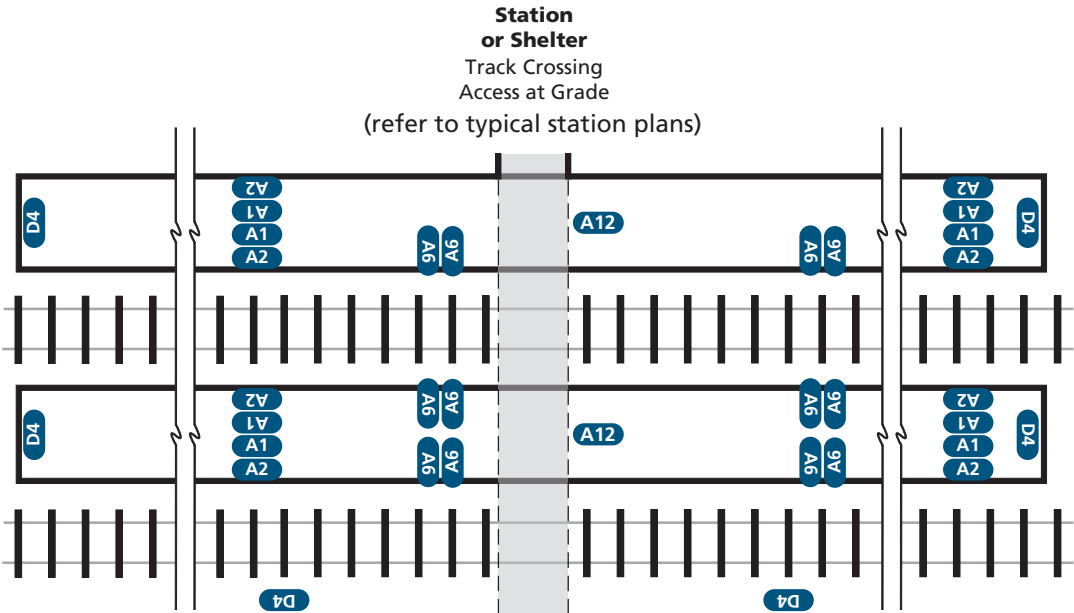 Station
or Shelter
Track Crossing
Access at Grade
(refer to typical station plans)
A2 A2
D4 A1 A12 A1 D4
A1 A6 A6 A6 A6 A1
A2 A2
A2 A6 A6 A6 A6 A2
D4 A1 A12 A1 D4
A1 A6 A6 A6 A6 A1
A2 A2
D4 D4